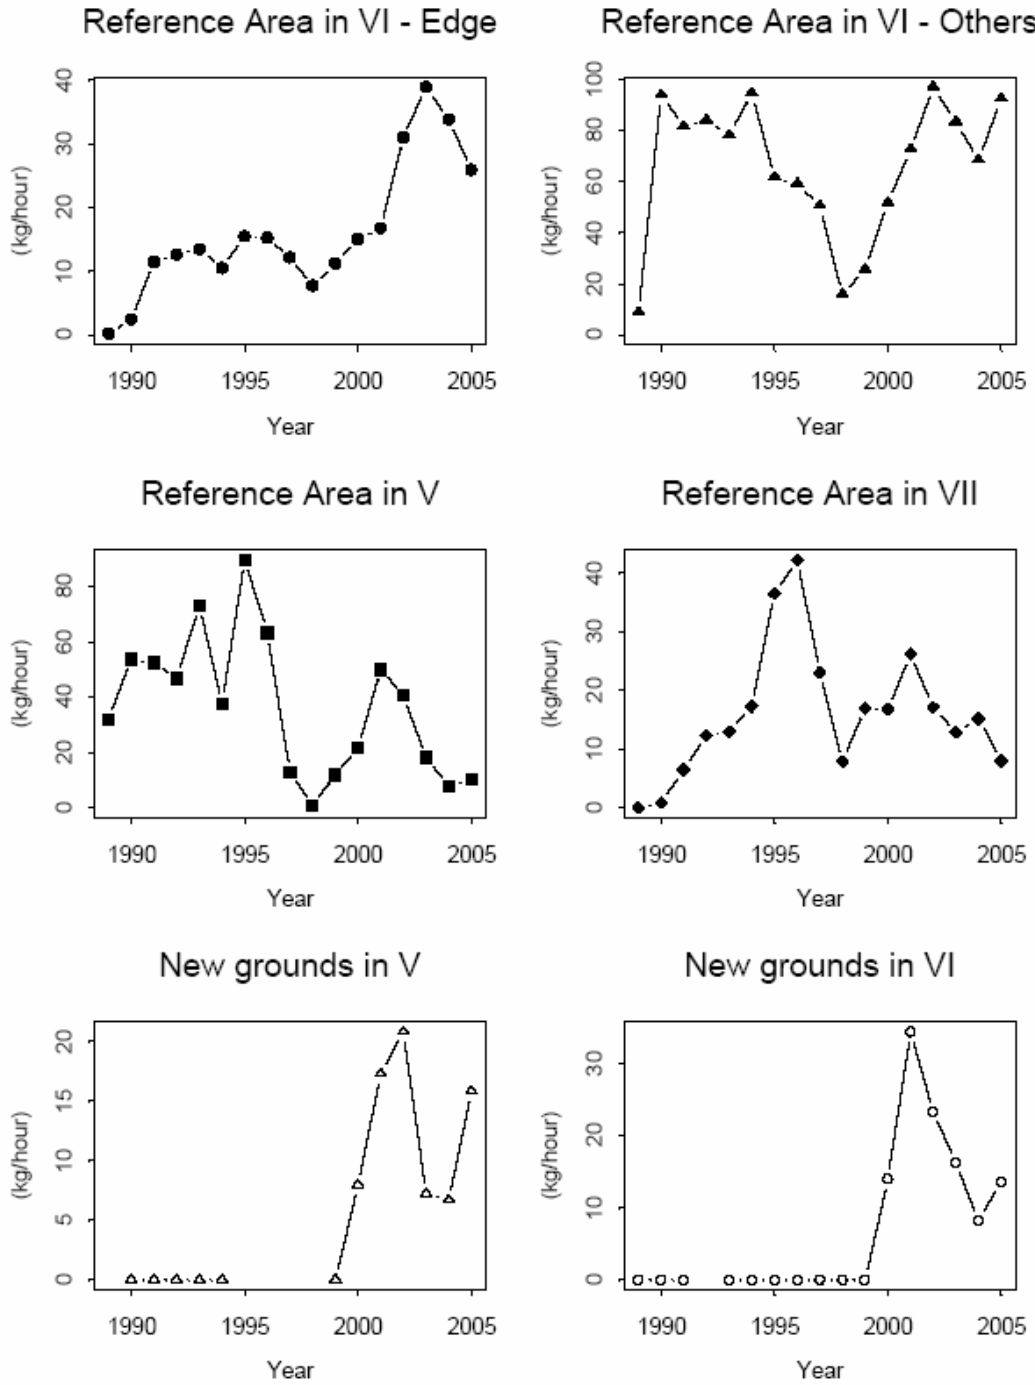 Reference Area in VI - Edge
40
30
20
10
0
(kg/hour)
1990 1995 2000 2005
Year
Reference Area in VI - Others
100
80
60
40
20
0
(kg/hour)
1990 1995 2000 2005
Year
Reference Area in V
80
60
40
20
0
(kg/hour)
1990 1995 2000 2005
Year
Reference Area in VII
40
30
20
10
0
(kg/hour)
1990 1995 2000 2005
Year
New grounds in V
20
15
10
5
0
(kg/hour)
1990 1995 2000 2005
Year
New grounds in VI
30
20
10
0
(kg/hour)
1990 1995 2000 2005
Year